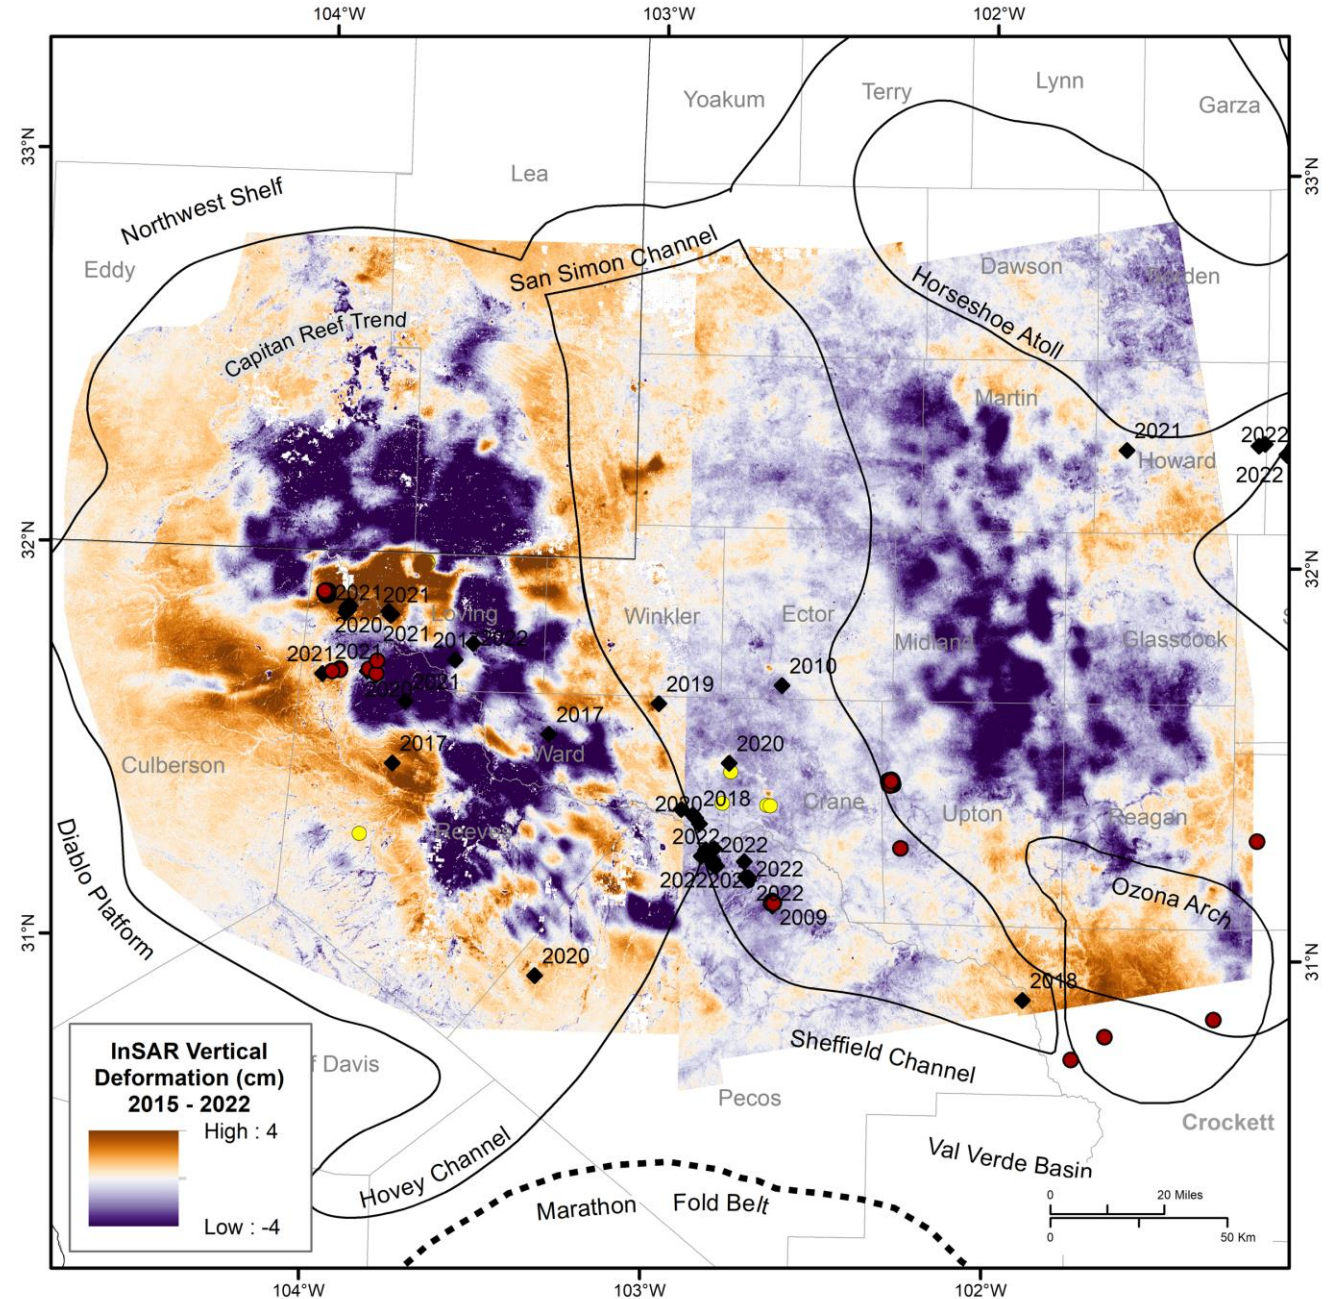 104°W
103°W
102°W
Lynn
Yoakum
Terry
Garza
33°N
33°N
Lea
Northwest Shelf
San Simon Channel
Eddy
Dawson
Horseshoe Atoll
Capitan Reef Trend
Martin
2021
2022
Howard
2022
32°N
32°N
2021
2021
Loving
Winkler
Ector
2020
2021
2022
Midland
Glasscock
2021
2021
2010
2021
2019
2017
2017
2020
Ward
Culberson
2020
2018
Crane
Upton
Reagan
Reeves
2022
2022
2022
2022
2022
Ozona Arch
2009
Diablo Platform
31°N
31°N
2020
2018
InSAR Vertical
Deformation (cm)
2015 - 2022
High : 4
Low : -4
f Davis
Sheffield Channel
Pecos
Crockett
Hovey Channel
Val Verde Basin
Marathon Fold Belt
0 20 Miles
0 50 Km
104°W
103°W
102°W